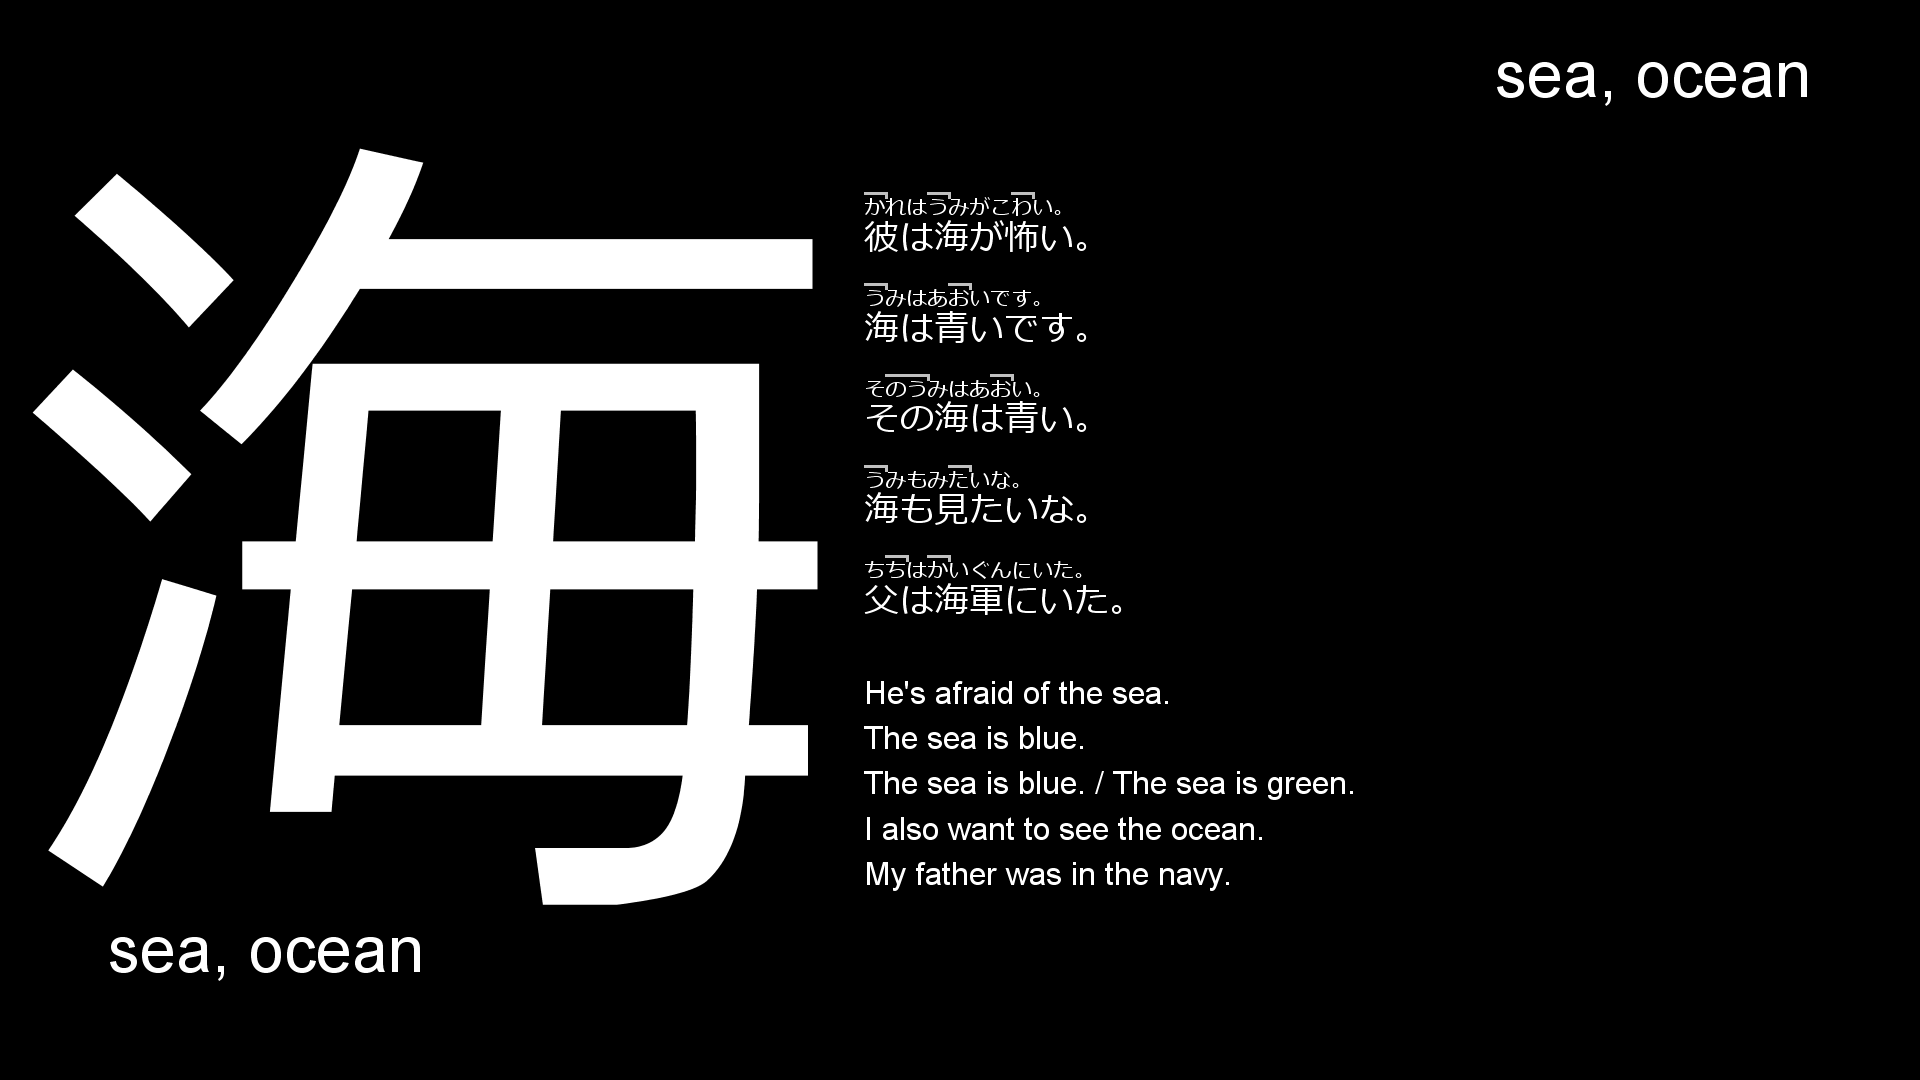 sea, ocean
海
かれはうみがこわい。
彼は海が怖い。
うみはあおいです。
海は青いです。
そのうみはあおい。
その海は青い。
うみもみたいな。
海も見たいな。
ちちはかいぐんにいた。
父は海軍にいた。
He's afraid of the sea.
The sea is blue.
The sea is blue. / The sea is green.
I also want to see the ocean.
My father was in the navy.
sea, ocean